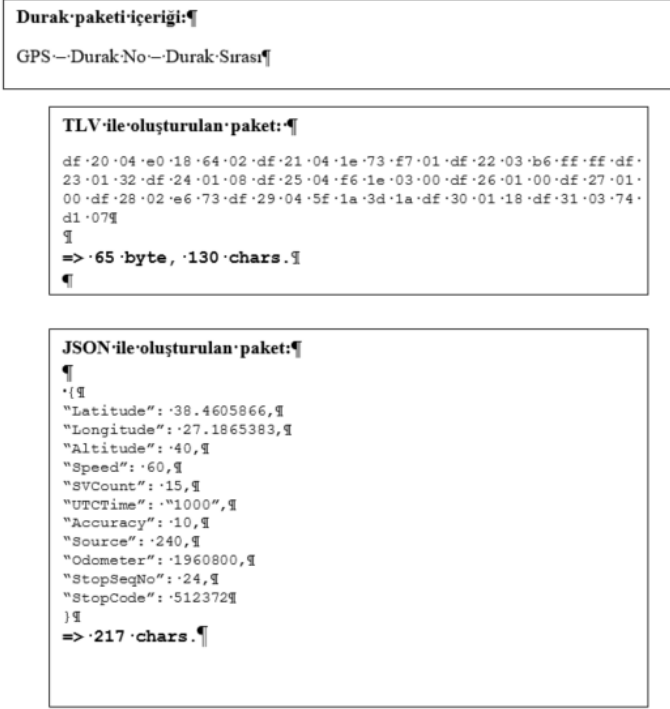 Durak·paketi·içeriği:¶
GPS·–·Durak·No·–·Durak·Sırası¶
TLV·ile·oluşturulan·paket:·¶
df·20·04·e0·18·64·02·df·21·04·1e·73·f7·01·df·22·03·b6·ff·ff·df·
23·01·32·df·24·01·08·df·25·04·f6·1e·03·00·df·26·01·00·df·27·01·
00·df·28·02·e6·73·df·29·04·5f·1a·3d·1a·df·30·01·18·df·31·03·74·
d1·07¶
¶
=>·65·byte,·130·chars.¶
¶
JSON·ile·oluşturulan·paket:¶
¶
·{¶
“Latitude”:·38.4605866,¶
“Longitude”:·27.1865383,¶
“Altitude”:·40,¶
“Speed”:·60,¶
“SVCount”:·15,¶
“UTCTime”:·“1000”,¶
“Accuracy”:·10,¶
“Source”:·240,¶
“Odometer”:·1960800,¶
“StopSeqNo”:·24,¶
“StopCode”:·512372¶
}¶
=>·217·chars.¶